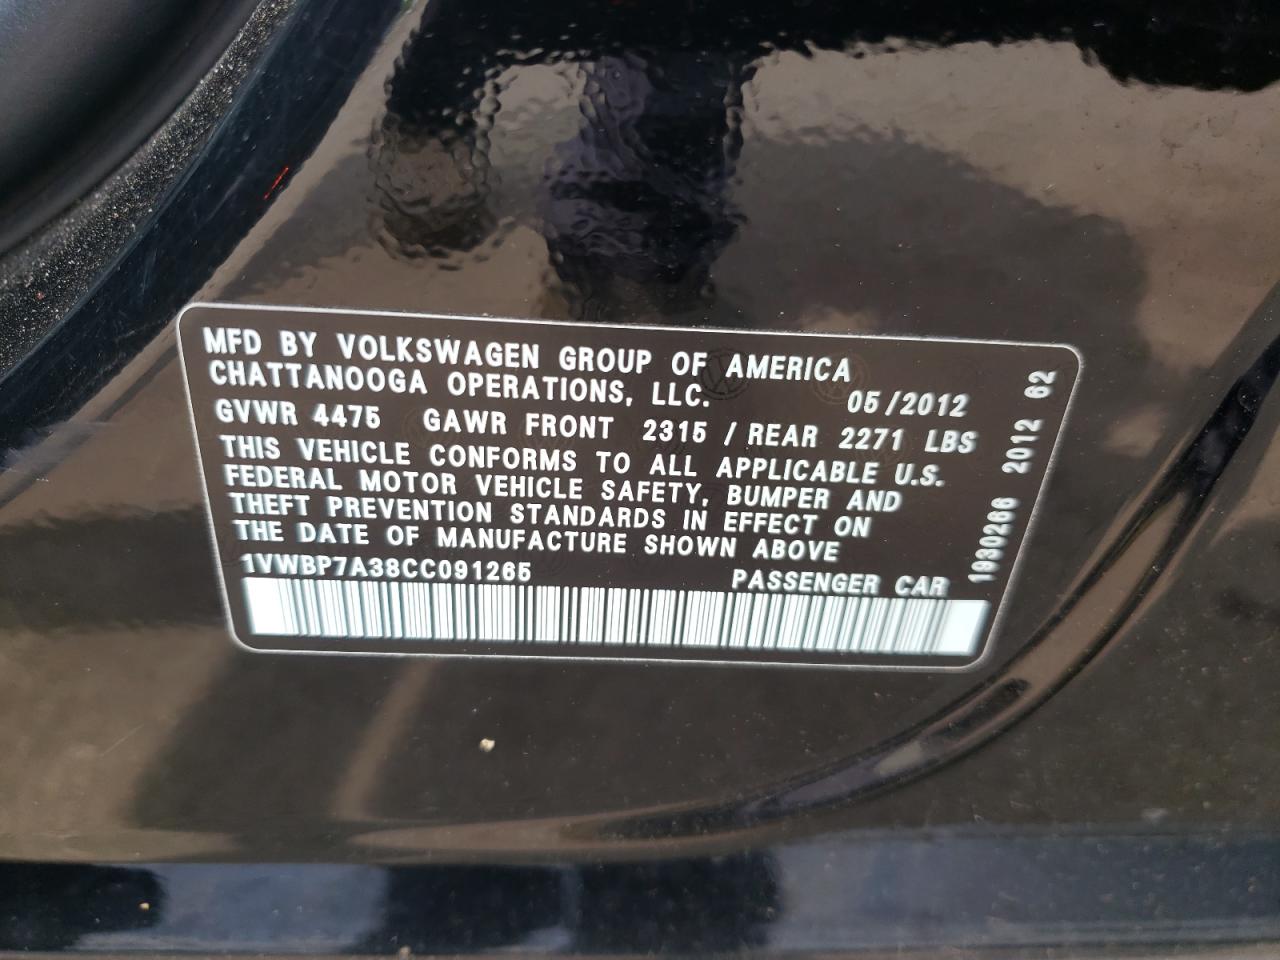 MFD BY VOLKSWAGEN GROUP OF AMERICA
CHATTANOOGA OPERATIONS, LLC. 05/2012
GVWR 4475 GAWR FRONT 2315 / REAR 2271 LBS
THIS VEHICLE CONFORMS TO ALL APPLICABLE U.S.
FEDERAL MOTOR VEHICLE SAFETY, BUMPER AND
THEFT PREVENTION STANDARDS IN EFFECT ON
THE DATE OF MANUFACTURE SHOWN ABOVE
1VWBP7A38CC091265 PASSENGER CAR
1930266 2012 62